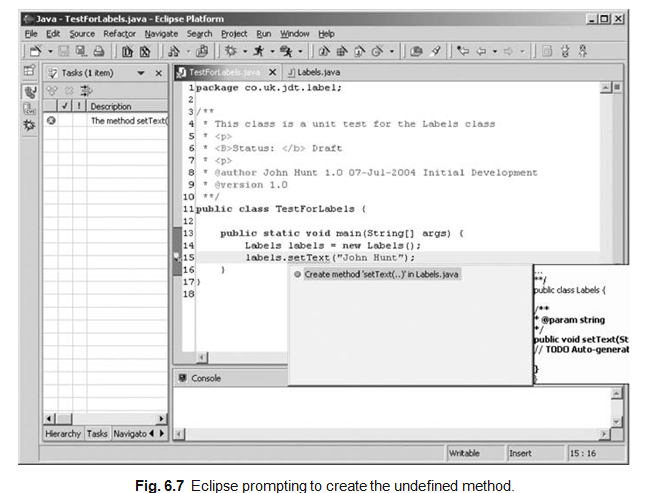 Java - TestForLabels.java - Eclipse Platform
File Edit Source Refactor Navigate Search Project Run Window Help
Tasks (1 item)
TestForLabels.java
Labels.java
! Description
The method setText(
1 package co.uk.jdt.label;
2
3 /**
4 * This class is a unit test for the Labels class
5 * <p>
6 * <B>Status: </b> Draft
7 * <p>
8 * @author John Hunt 1.0 07-Jul-2004 Initial Development
9 * @version 1.0
10 **/
11 public class TestForLabels {
12
13 public static void main(String[] args) {
14 Labels labels = new Labels();
15 labels.setText("John Hunt");
16 }
17 }
18
Create method 'setText(..)' in Labels.java
...
**/
public class Labels {
/**
* @param string
*/
public void setText(St
// TODO Auto-generat
}
}
Console
Hierarchy Tasks Navigato
Writable Insert 15 : 16
Fig. 6.7 Eclipse prompting to create the undefined method.